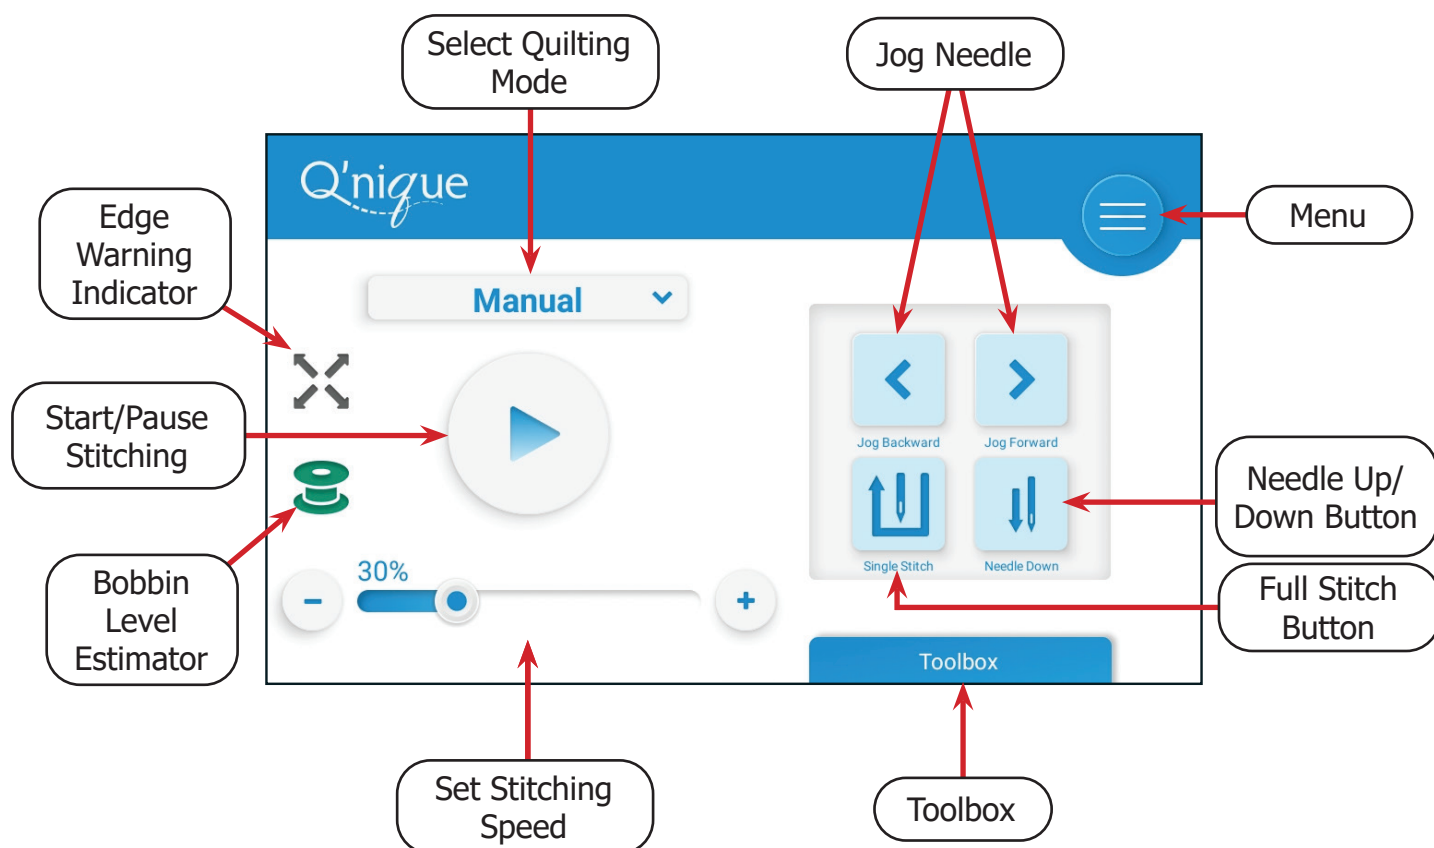 Select Quilting
Mode
Jog Needle
Q'nique
Menu
Edge
Warning
Indicator
Manual
Start/Pause
Stitching
Jog Backward
Jog Forward
Needle Up/
Down Button
Bobbin
Level
Estimator
30%
Single Stitch
Needle Down
Full Stitch
Button
Toolbox
Set Stitching
Speed
Toolbox